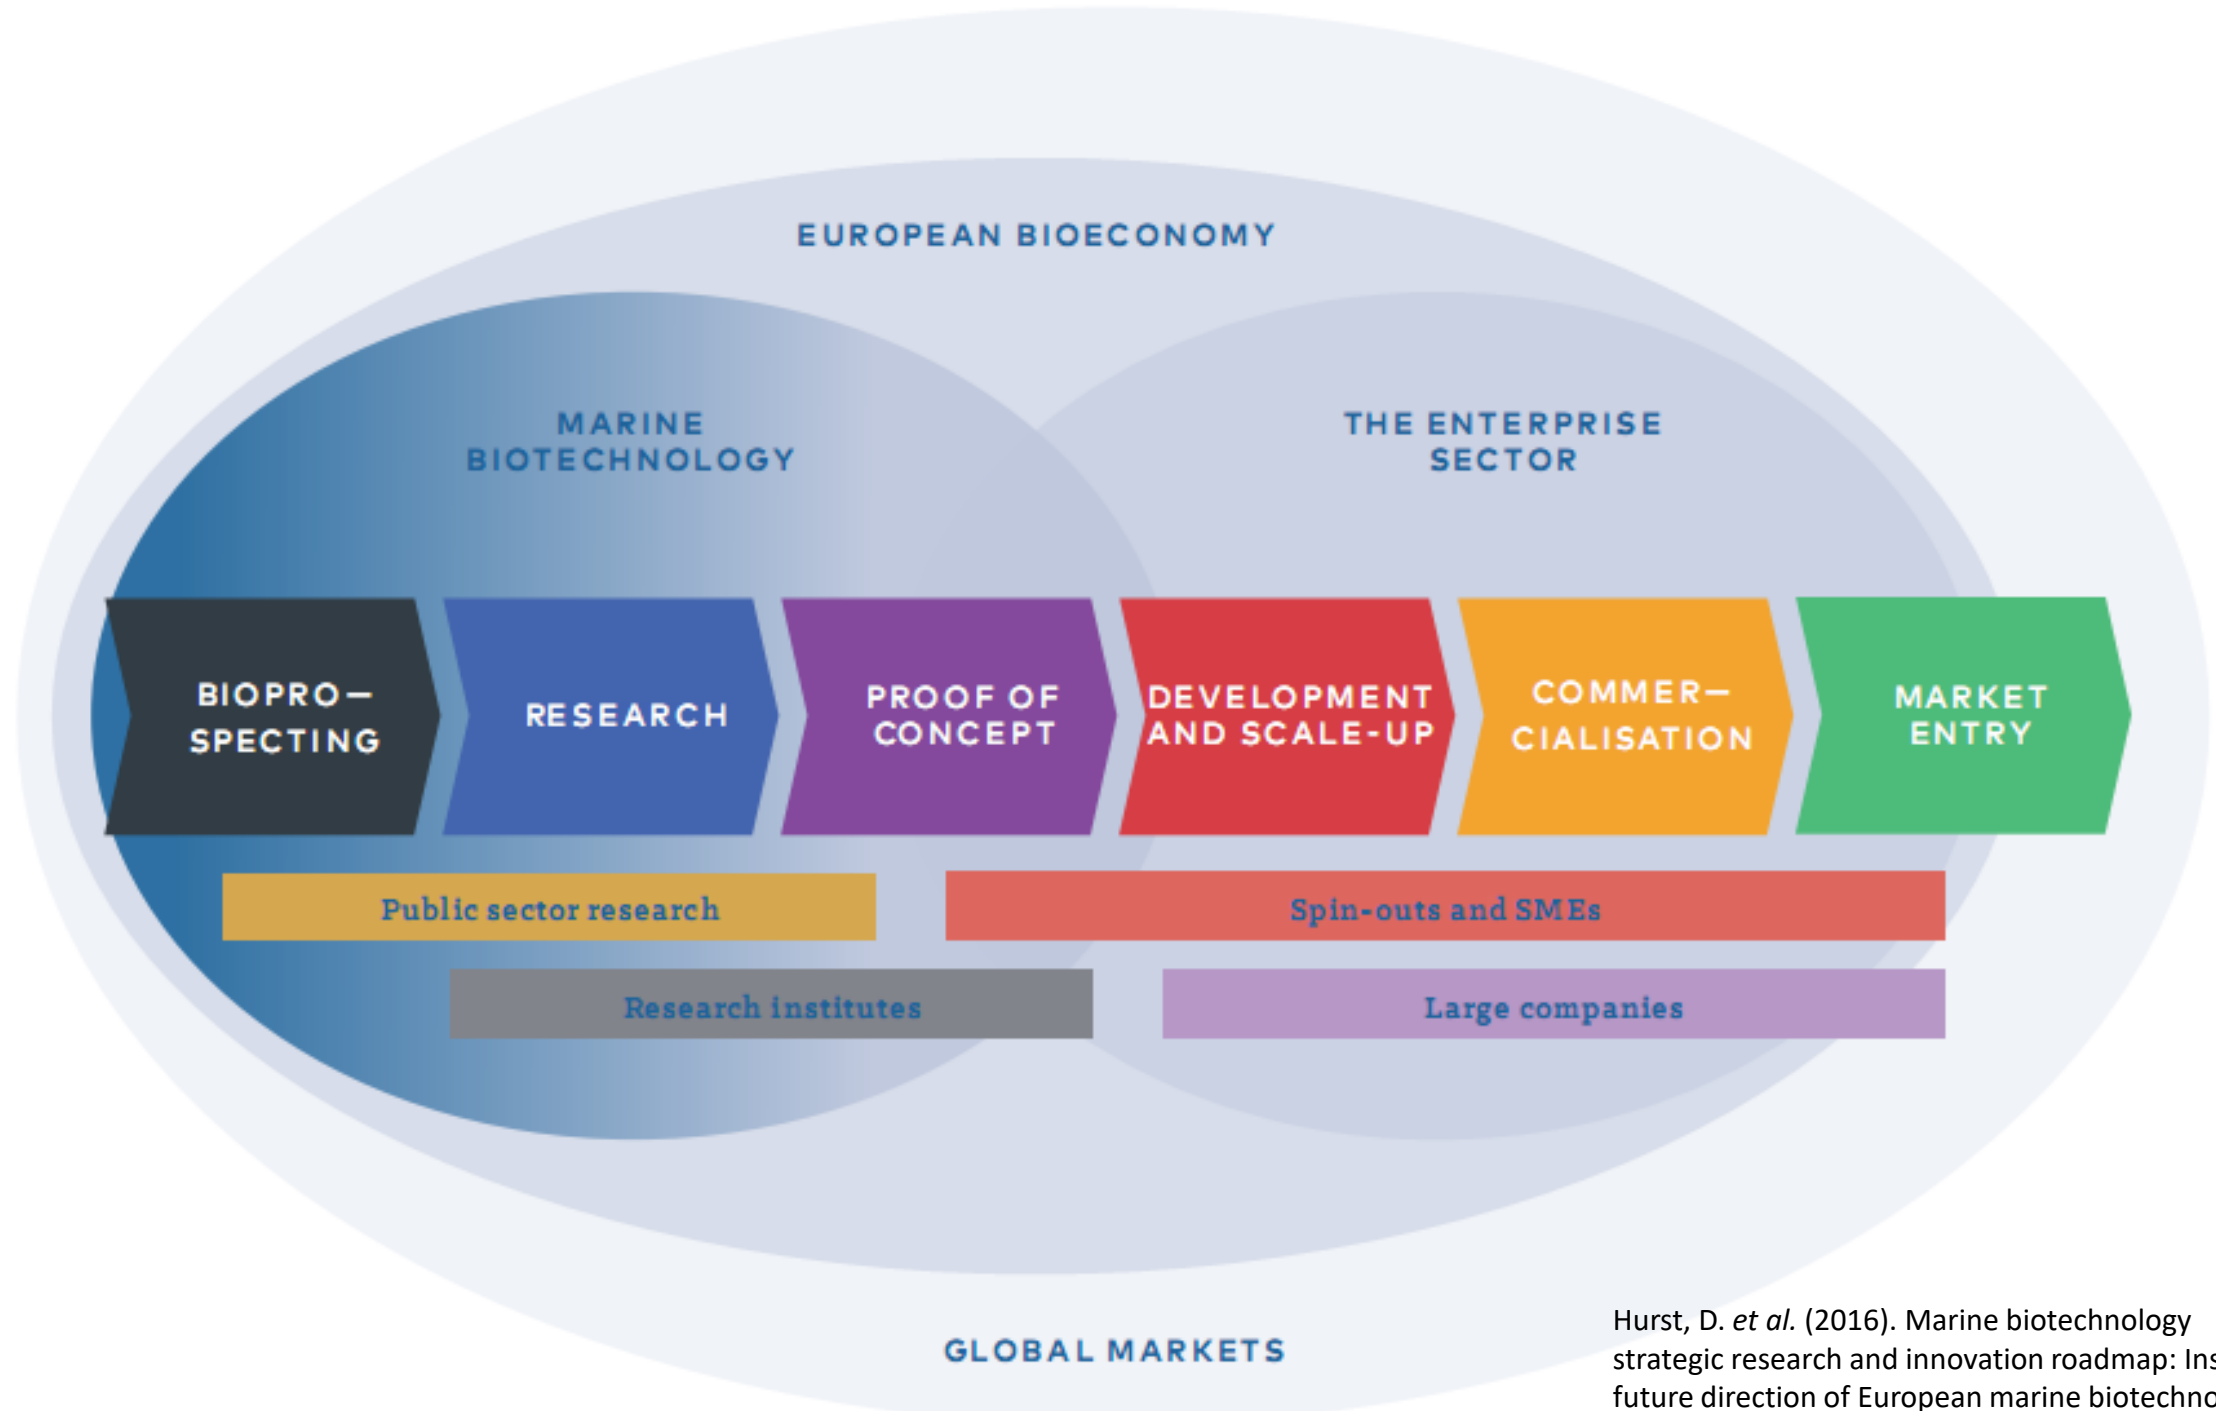 EUROPEAN BIOECONOMY
MARINE
BIOTECHNOLOGY
THE ENTERPRISE
SECTOR
BIOPRO—
SPECTING
RESEARCH
PROOF OF
CONCEPT
DEVELOPMENT
AND SCALE-UP
COMMER—
CIALISATION
MARKET
ENTRY
Public sector research
Spin-outs and SMEs
Research institutes
Large companies
GLOBAL MARKETS
Hurst, D. et al. (2016). Marine biotechnology
strategic research and innovation roadmap: Ins
future direction of European marine biotechno